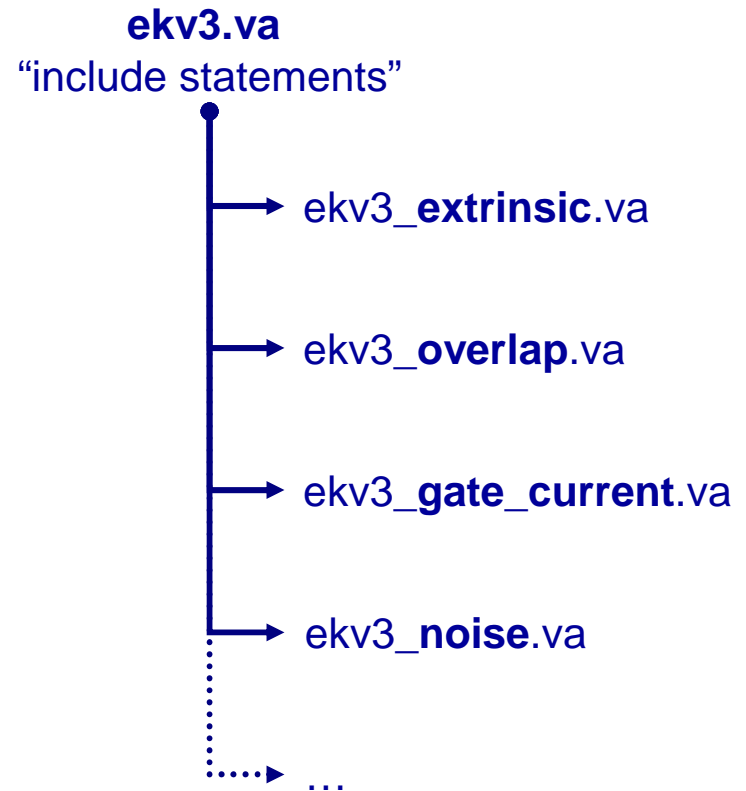 ekv3.va
“include statements”
ekv3_extrinsic.va
ekv3_overlap.va
ekv3_gate_current.va
ekv3_noise.va
...